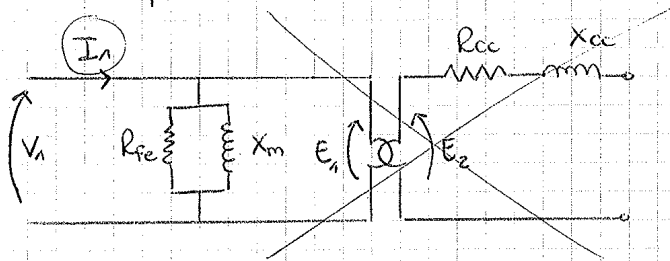 I₁
Rcc Xcc
V₁ RFe Xm E₁ E₂